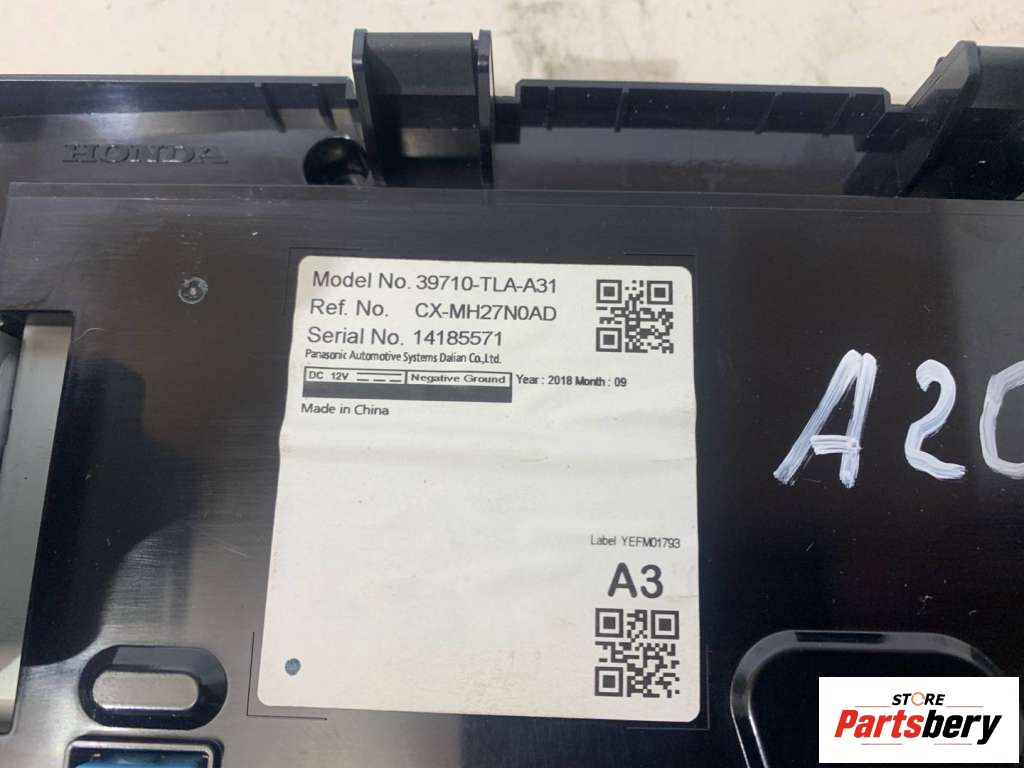 HONDA
Model No. 39710-TLA-A31
Ref. No. CX-MH27N0AD
Serial No. 14185571
Panasonic Automotive Systems Dalian Co.,Ltd.
DC 12V Negative Ground Year : 2018 Month : 09
Made in China
A20
Label YEFM01793
A3
STORE
Partsbery